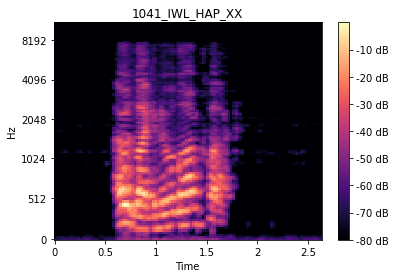 1041_IWL_HAP_XX
8192
4096
2048
1024
512
0
Hz
0
0.5
1
1.5
2
2.5
Time
-10 dB
-20 dB
-30 dB
-40 dB
-50 dB
-60 dB
-70 dB
-80 dB